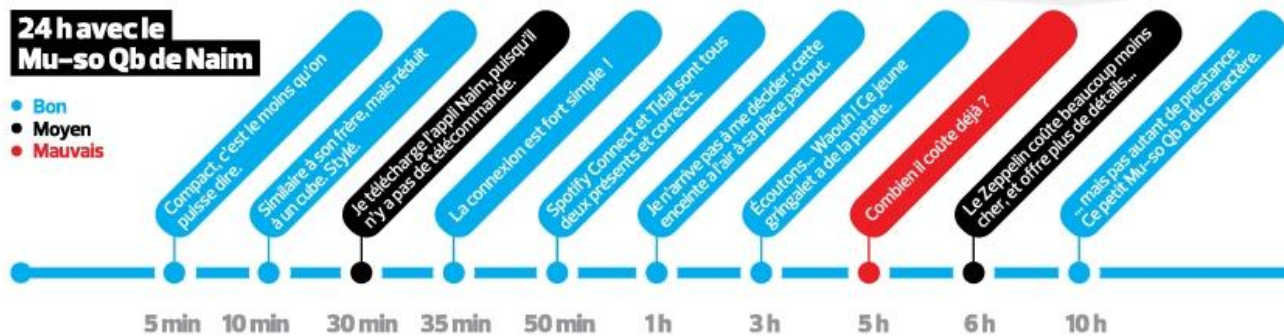 24 h avec le
Mu-so Qb de Naim
Bon
Moyen
Mauvais
Compact, c'est le moins qu'on
puisse dire.
Similaire à son frère, mais réduit
à un cube. Stylé.
Je télécharge l'appli Naim, puisqu'il
n'y a pas de télécommande.
La connexion est fort simple !
Spotify Connect et Tidal sont tous
deux présents et corrects.
Je n'arrive pas à me décider : cette
enceinte a l'air à sa place partout.
Écoutons... Waouh ! Ce jeune
gringalet a de la patate.
Combien il coûte déjà ?
Le Zeppelin coûte beaucoup moins
cher, et offre plus de détails...
... mais pas autant de prestance.
Ce petit Mu-so Qb a du caractère.
5 min
10 min
30 min
35 min
50 min
1 h
3 h
5 h
6 h
10 h